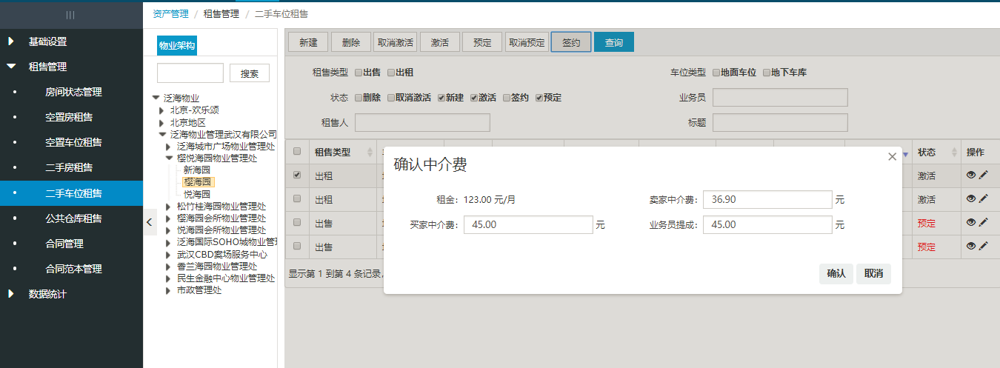 资产管理 / 租售管理 / 二手车位租售
基础设置
租售管理
房间状态管理
空置房租售
空置车位租售
二手房租售
二手车位租售
公共仓库租售
合同管理
合同范本管理
数据统计
物业架构
搜索
泛海物业
北京-欢乐颂
北京地区
泛海物业管理武汉有限公司
泛海城市广场物业管理处
樱悦海园物业管理处
新海园
樱海园
悦海园
松竹桂海园物业管理处
樱海园会所物业管理处
悦海园会所物业管理处
泛海国际SOHO城物业管
武汉CBD案场服务中心
香兰海园物业管理处
民生金融中心物业管理处
市政管理处
新建 删除 取消激活 激活 预定 取消预定 签约 查询
租售类型 出售 出租 车位类型 地面车位 地下车库
状态 删除 取消激活 新建 激活 签约 预定 业务员
租售人 标题
租售类型 状态 操作
出租 激活
出租 激活
出售 预定
出售 预定
显示第 1 到第 4 条记录，
确认中介费
租金: 123.00 元/月 卖家中介费: 36.90 元
买家中介费: 45.00 元 业务员提成: 45.00 元
确认 取消